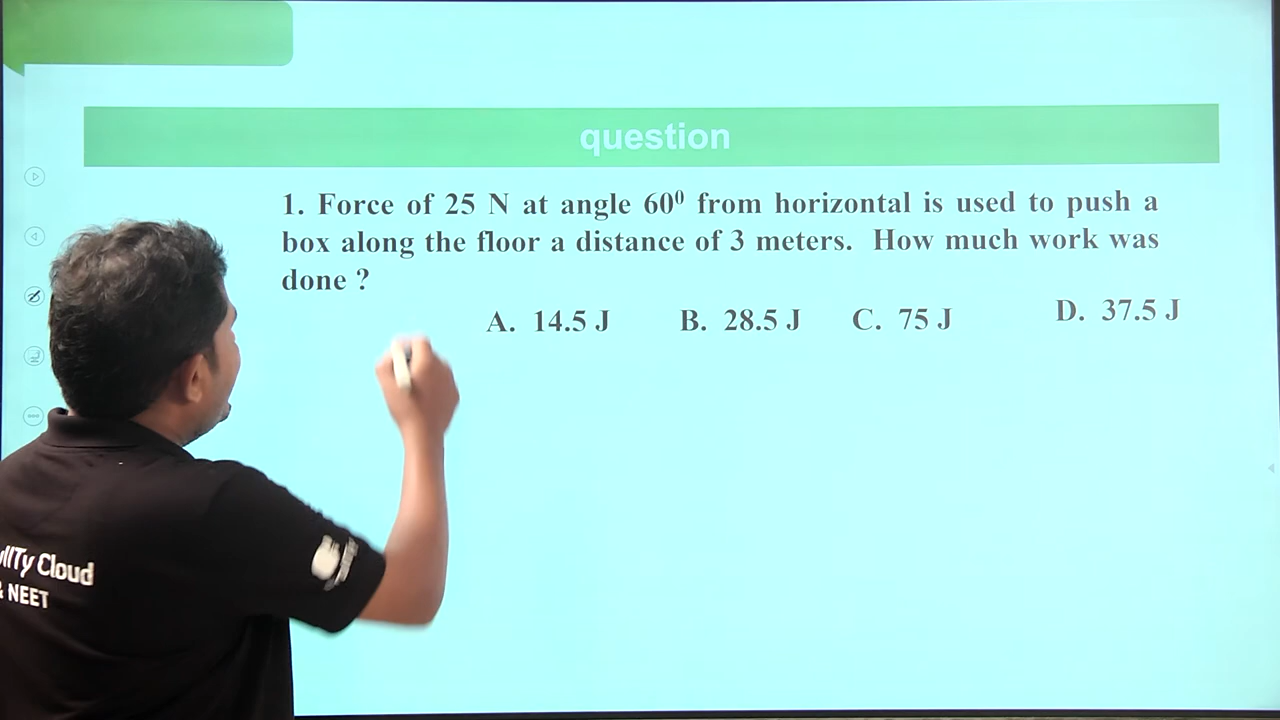 question
1. Force of 25 N at angle 60⁰ from horizontal is used to push a
box along the floor a distance of 3 meters. How much work was
done ?
A. 14.5 J B. 28.5 J C. 75 J D. 37.5 J
Cloud
& NEET